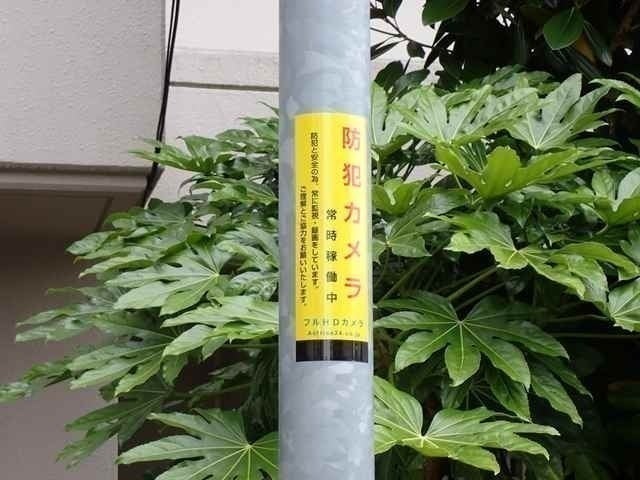 防犯カメラ
常時稼働中
防犯と安全の為、常に監視・録画をしています。
ご理解とご協力をお願いいたします。
フルHDカメラ